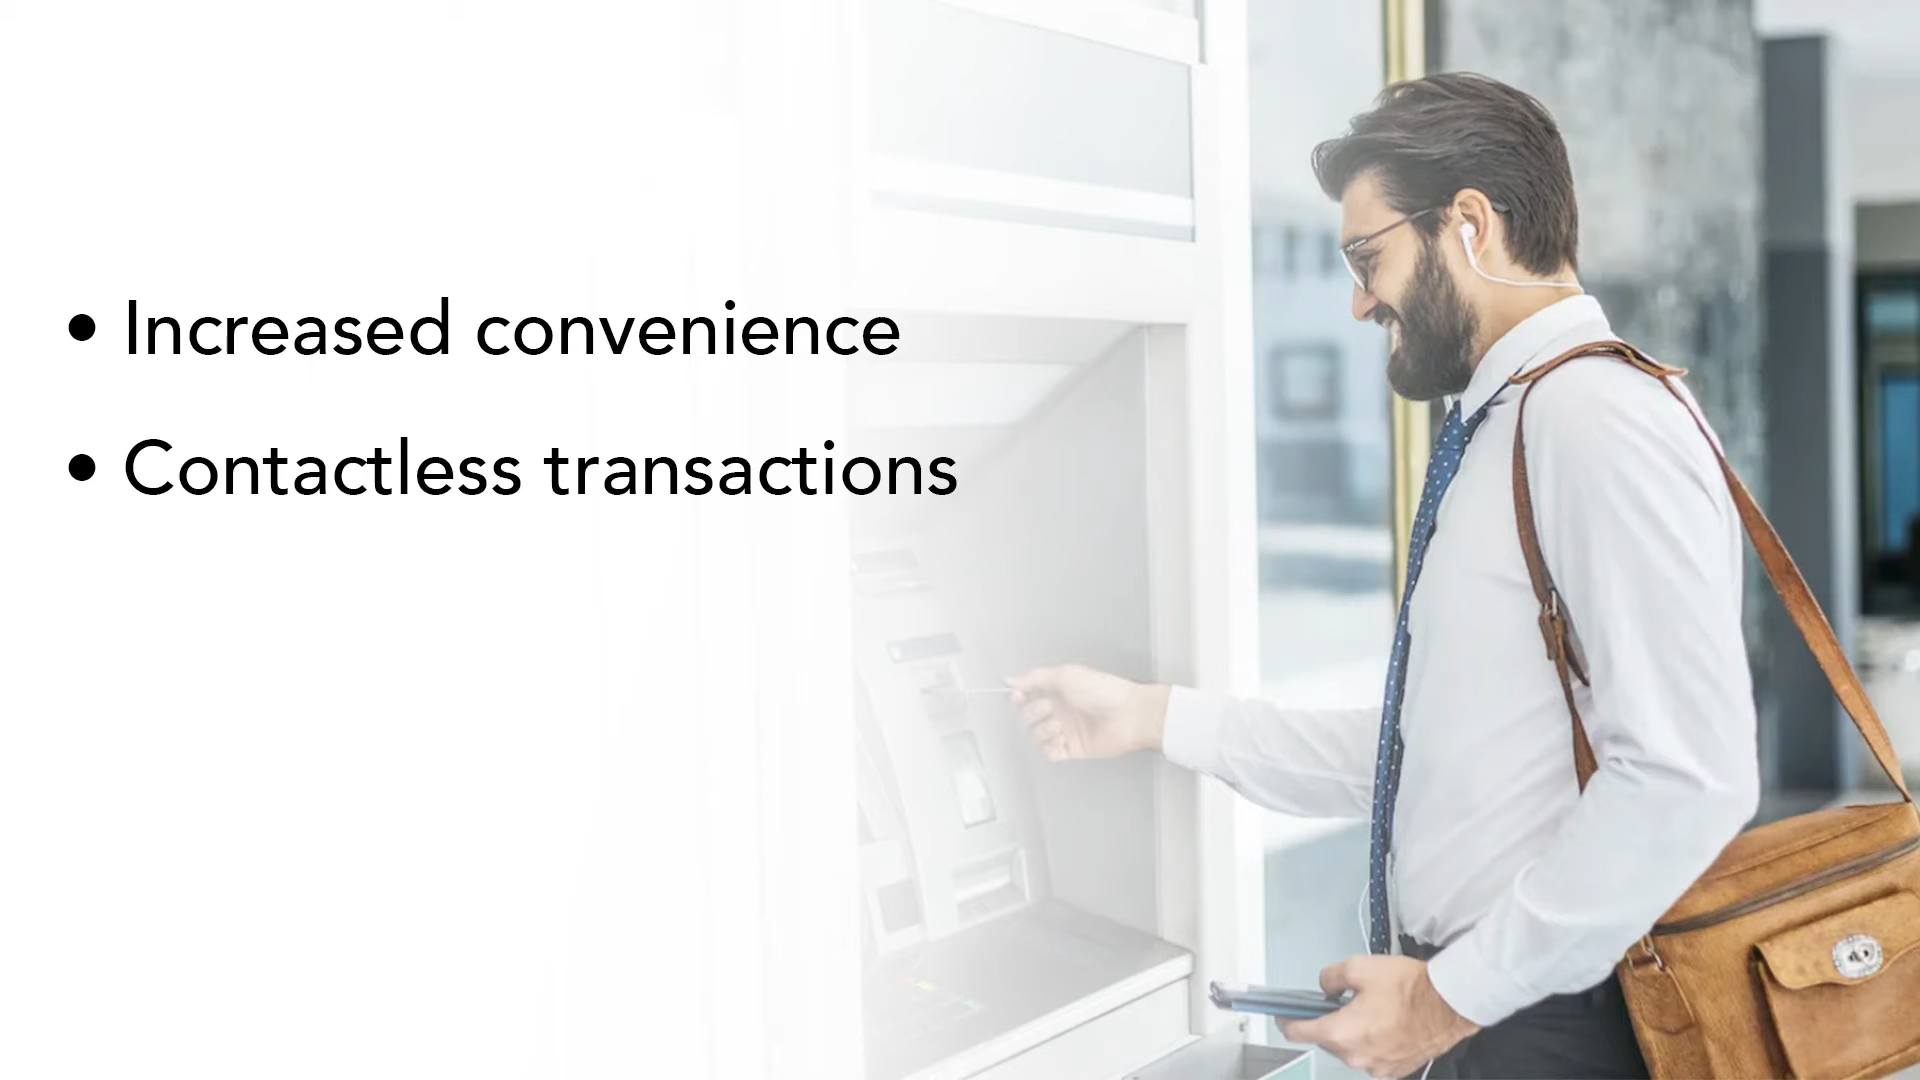 • Increased convenience
• Contactless transactions